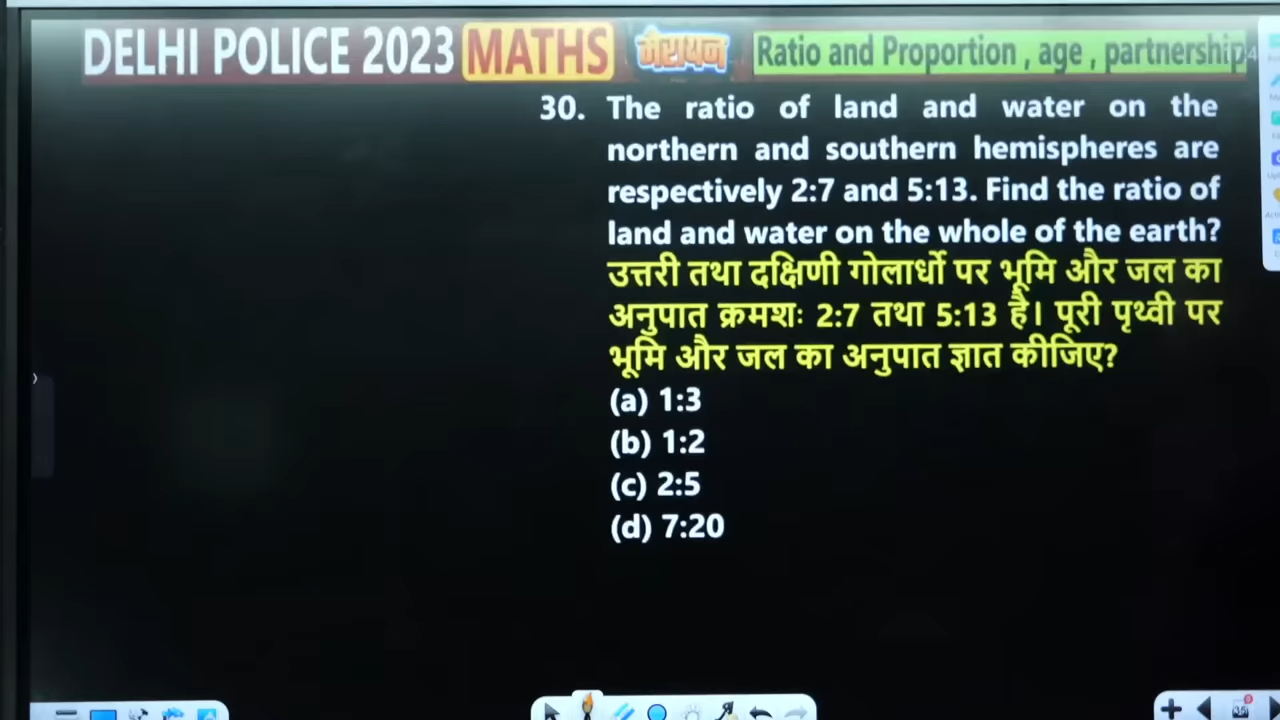 DELHI POLICE 2023 MATHS मैराथन Ratio and Proportion , age , partnership
30. The ratio of land and water on the
northern and southern hemispheres are
respectively 2:7 and 5:13. Find the ratio of
land and water on the whole of the earth?
उत्तरी तथा दक्षिणी गोलार्धो पर भूमि और जल का
अनुपात क्रमशः 2:7 तथा 5:13 है। पूरी पृथ्वी पर
भूमि और जल का अनुपात ज्ञात कीजिए?
(a) 1:3
(b) 1:2
(c) 2:5
(d) 7:20